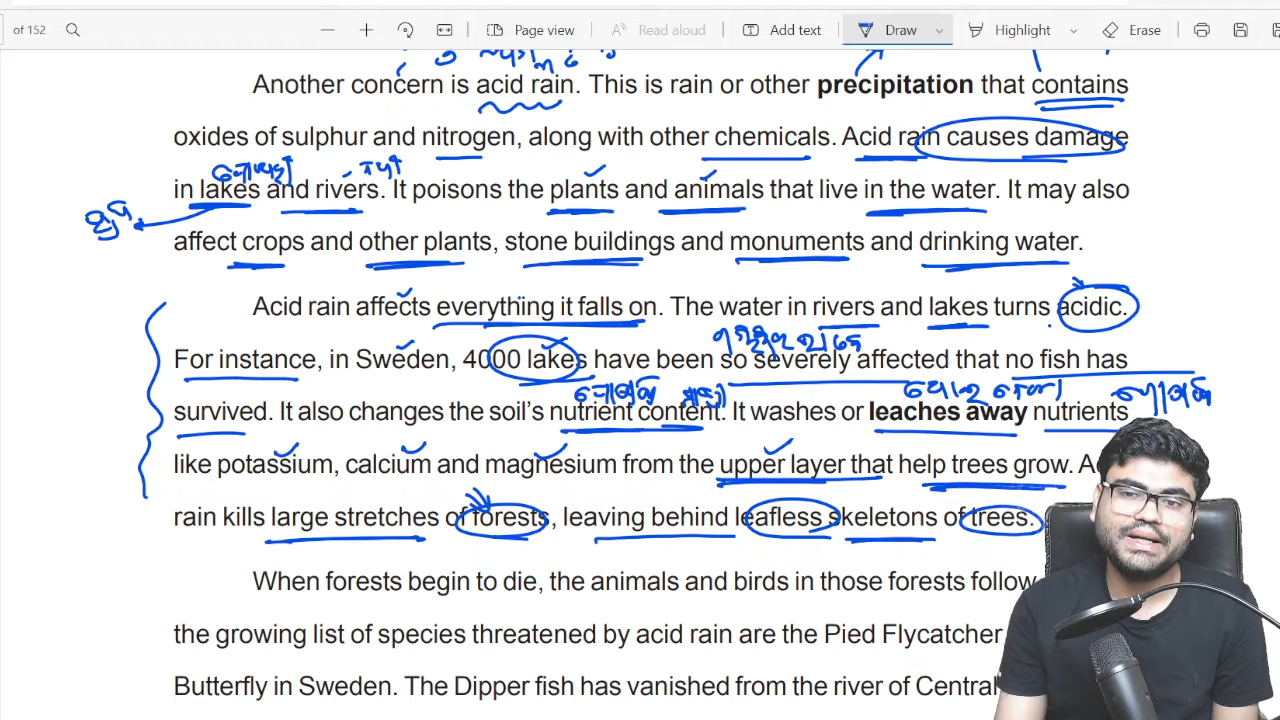 of 152
Page view
Read aloud
Add text
Draw
Highlight
Erase
Another concern is acid rain. This is rain or other precipitation that contains
oxides of sulphur and nitrogen, along with other chemicals. Acid rain causes damage
in lakes and rivers. It poisons the plants and animals that live in the water. It may also
affect crops and other plants, stone buildings and monuments and drinking water.
Acid rain affects everything it falls on. The water in rivers and lakes turns acidic.
For instance, in Sweden, 4000 lakes have been so severely affected that no fish has
survived. It also changes the soil's nutrient content. It washes or leaches away nutrients
like potassium, calcium and magnesium from the upper layer that help trees grow.
rain kills large stretches of forests, leaving behind leafless skeletons of trees.
When forests begin to die, the animals and birds in those forests follow
the growing list of species threatened by acid rain are the Pied Flycatcher
Butterfly in Sweden. The Dipper fish has vanished from the river of Central